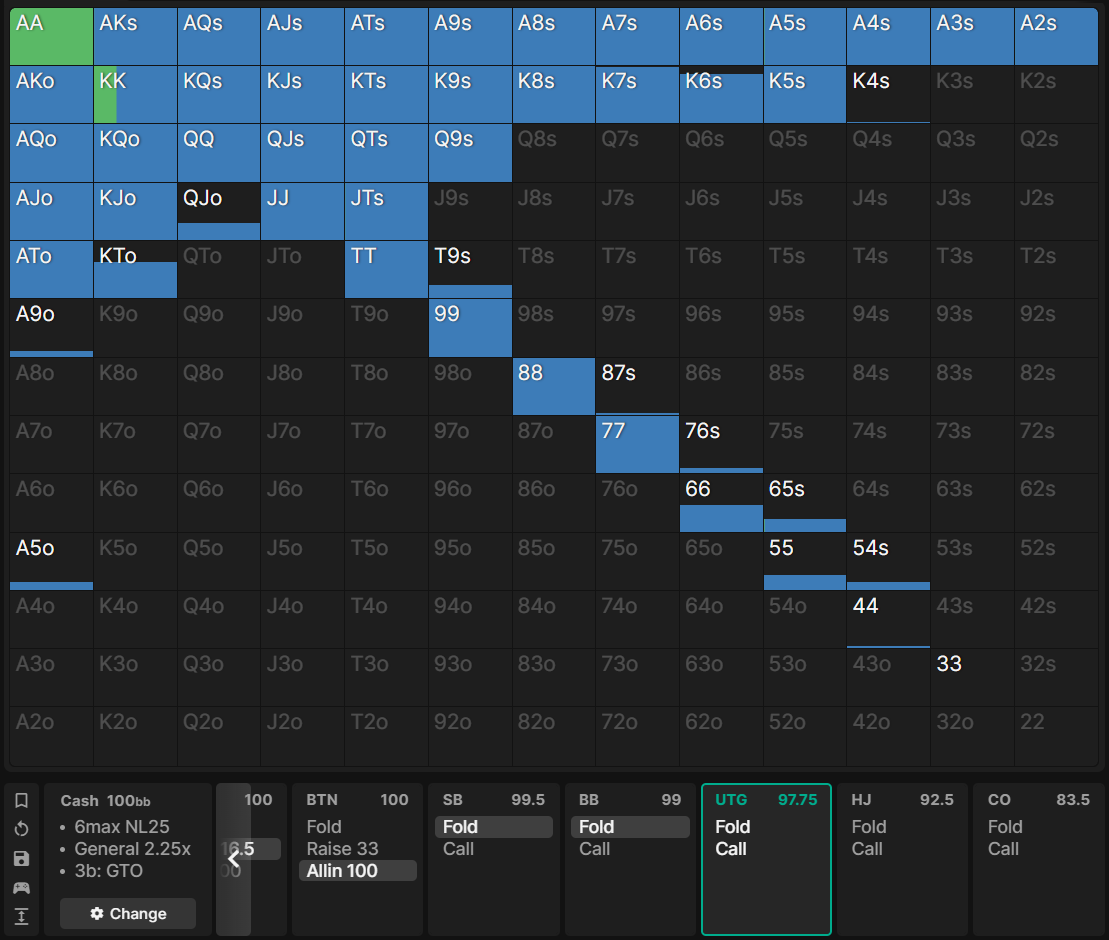 AA AKs AQs AJs ATs A9s A8s A7s A6s A5s A4s A3s A2s
AKo KK KQs KJs KTs K9s K8s K7s K6s K5s K4s K3s K2s
AQo KQo QQ QJs QTs Q9s Q8s Q7s Q6s Q5s Q4s Q3s Q2s
AJo KJo QJo JJ JTs J9s J8s J7s J6s J5s J4s J3s J2s
ATo KTo QTo JTo TT T9s T8s T7s T6s T5s T4s T3s T2s
A9o K9o Q9o J9o T9o 99 98s 97s 96s 95s 94s 93s 92s
A8o K8o Q8o J8o T8o 98o 88 87s 86s 85s 84s 83s 82s
A7o K7o Q7o J7o T7o 97o 87o 77 76s 75s 74s 73s 72s
A6o K6o Q6o J6o T6o 96o 86o 76o 66 65s 64s 63s 62s
A5o K5o Q5o J5o T5o 95o 85o 75o 65o 55 54s 53s 52s
A4o K4o Q4o J4o T4o 94o 84o 74o 64o 54o 44 43s 42s
A3o K3o Q3o J3o T3o 93o 83o 73o 63o 53o 43o 33 32s
A2o K2o Q2o J2o T2o 92o 82o 72o 62o 52o 42o 32o 22
Cash 100bb
• 6max NL25
• General 2.25x
• 3b: GTO
Change
100
16.5
00
BTN 100
Fold
Raise 33
Allin 100
SB 99.5
Fold
Call
BB 99
Fold
Call
UTG 97.75
Fold
Call
HJ 92.5
Fold
Call
CO 83.5
Fold
Call